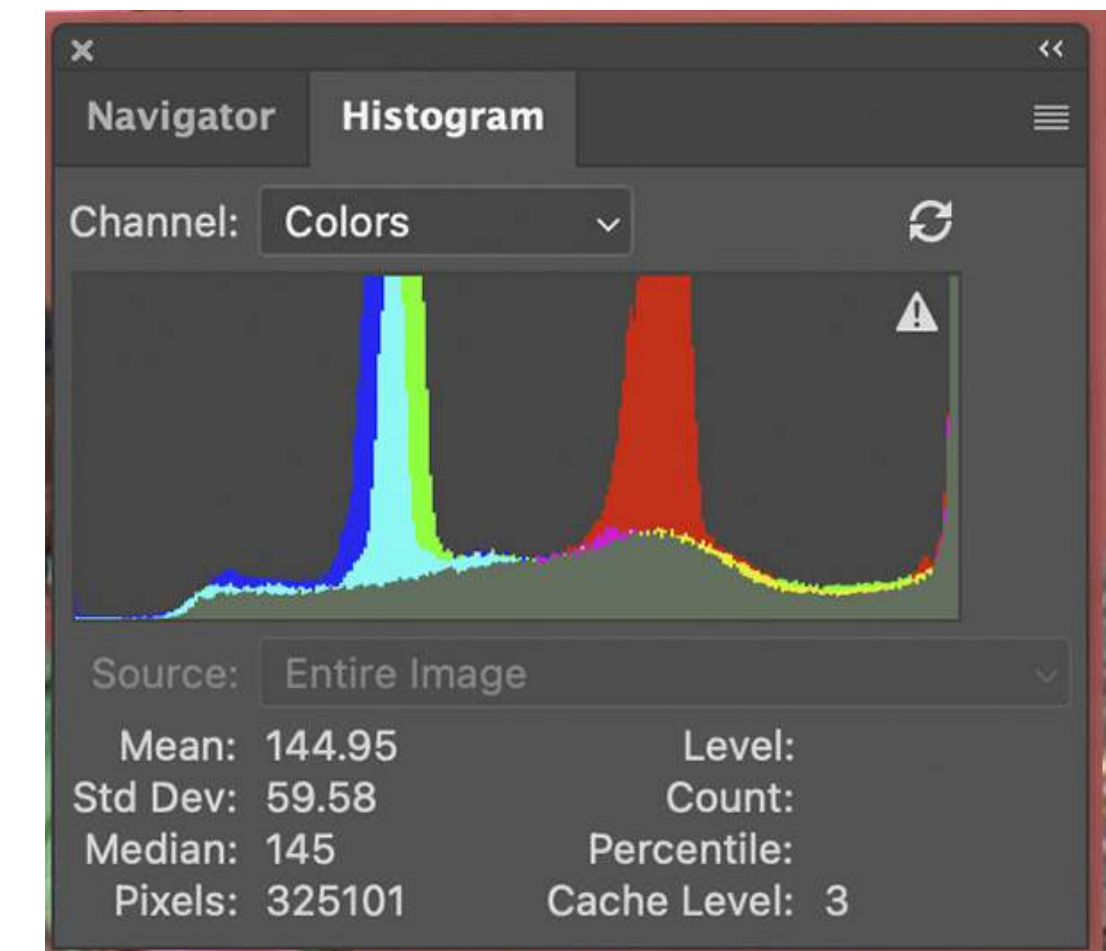 Navigator Histogram
Channel: Colors
Source: Entire Image
Mean: 144.95 Level:
Std Dev: 59.58 Count:
Median: 145 Percentile:
Pixels: 325101 Cache Level: 3